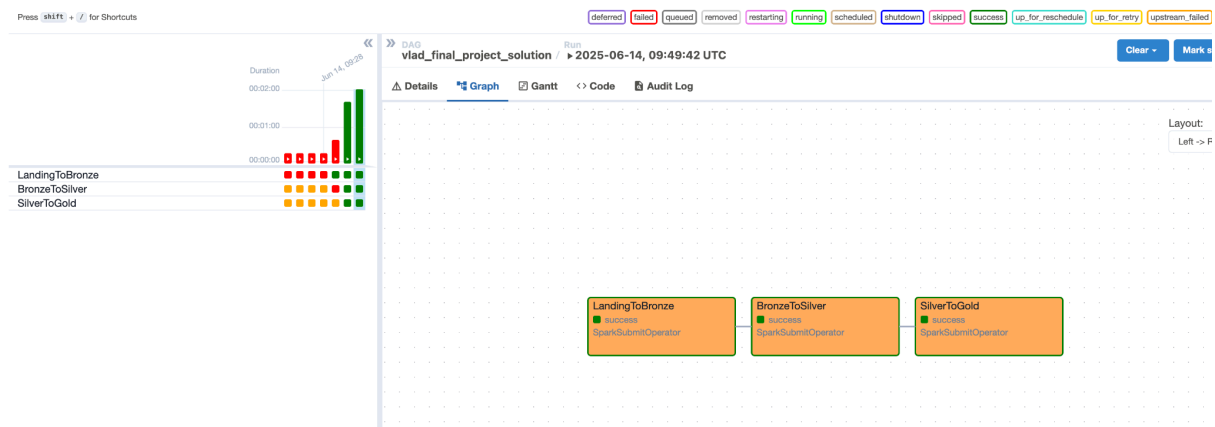 Press shift + / for Shortcuts
deferred failed queued removed restarting running scheduled shutdown skipped success up_for_reschedule up_for_retry upstream_failed
DAG
vlad_final_project_solution /
Run
2025-06-14, 09:49:42 UTC
Clear
Mark s
Details
Graph
Gantt
Code
Audit Log
Duration
Jun 14, 09:28
00:02:00
00:01:00
00:00:00
LandingToBronze
BronzeToSilver
SilverToGold
Layout:
Left -> R
LandingToBronze
success
SparkSubmitOperator
BronzeToSilver
success
SparkSubmitOperator
SilverToGold
success
SparkSubmitOperator